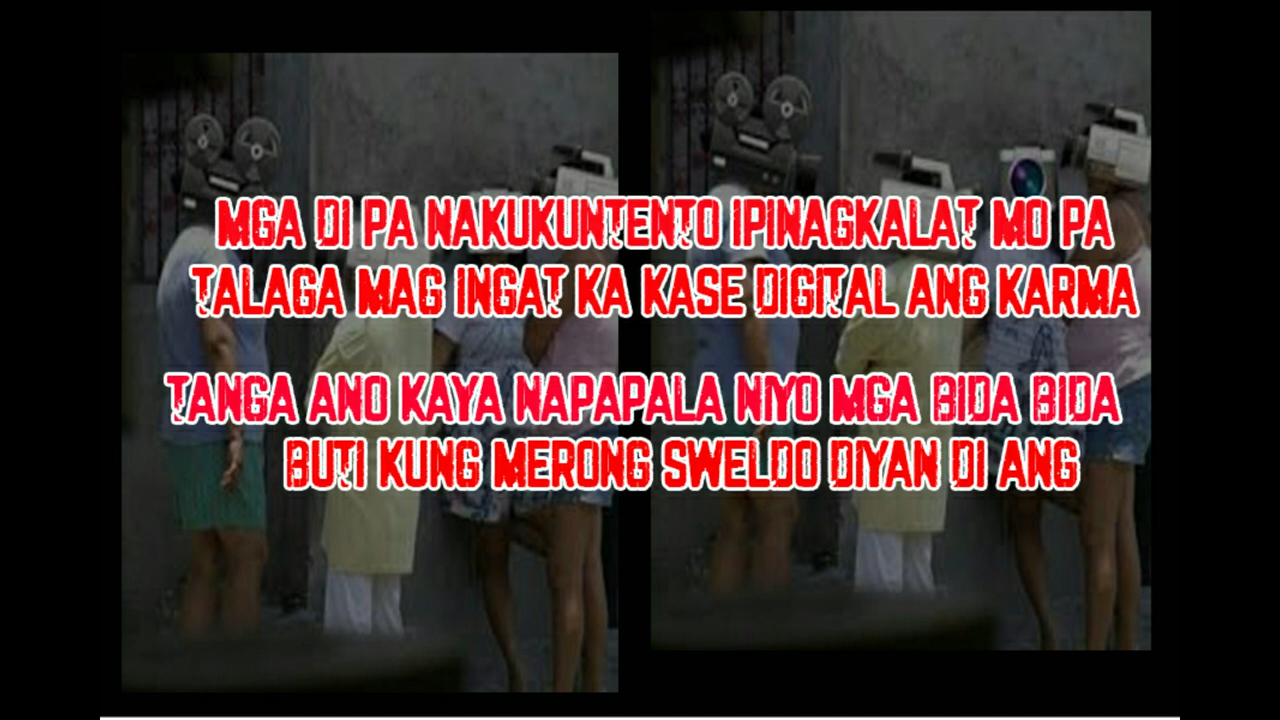 MGA DI PA NAKUKUNTENTO IPINAGKALAT MO PA
TALAGA MAG INGAT KA KASE DIGITAL ANG KARMA
TANGA ANO KAYA NAPAPALA NIYO MGA BIDA BIDA
BUTI KUNG MERONG SWELDO DIYAN DI ANG